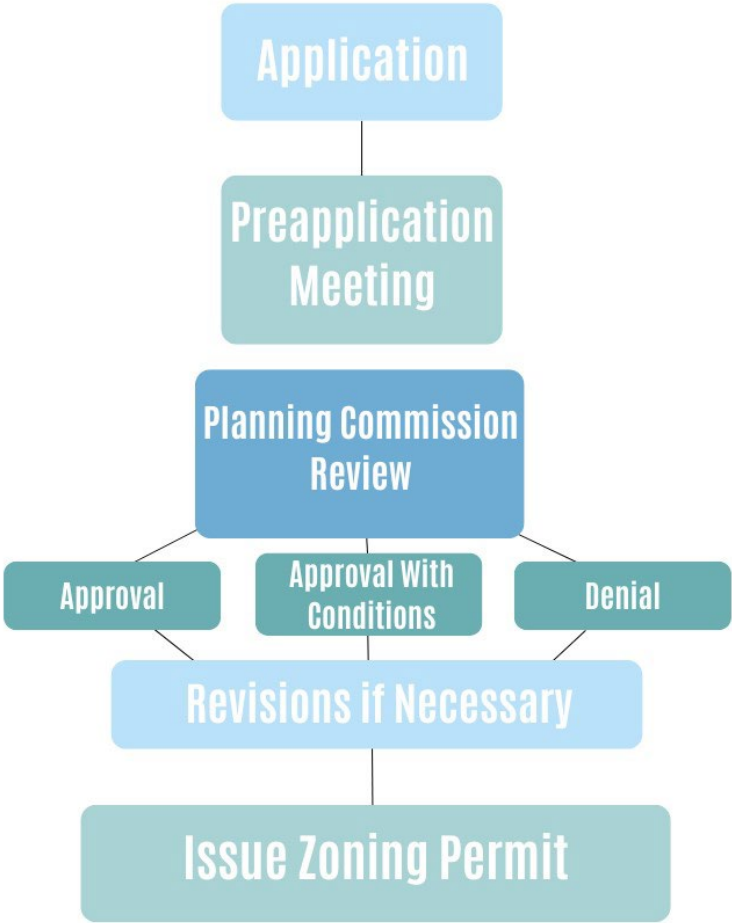 Application
Preapplication
Meeting
Planning Commission
Review
Approval
Approval With
Conditions
Denial
Revisions if Necessary
Issue Zoning Permit